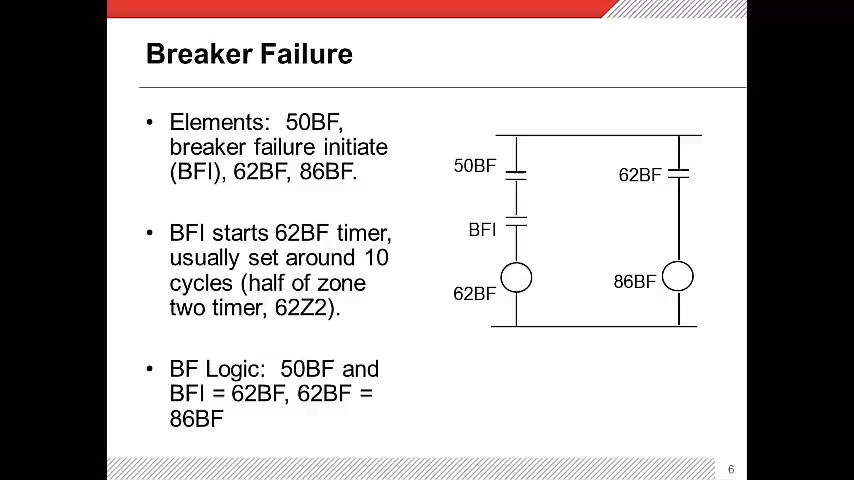 Breaker Failure
• Elements: 50BF,
breaker failure initiate
(BFI), 62BF, 86BF.
• BFI starts 62BF timer,
usually set around 10
cycles (half of zone
two timer, 62Z2).
• BF Logic: 50BF and
BFI = 62BF, 62BF =
86BF
50BF
BFI
62BF
62BF
86BF
6